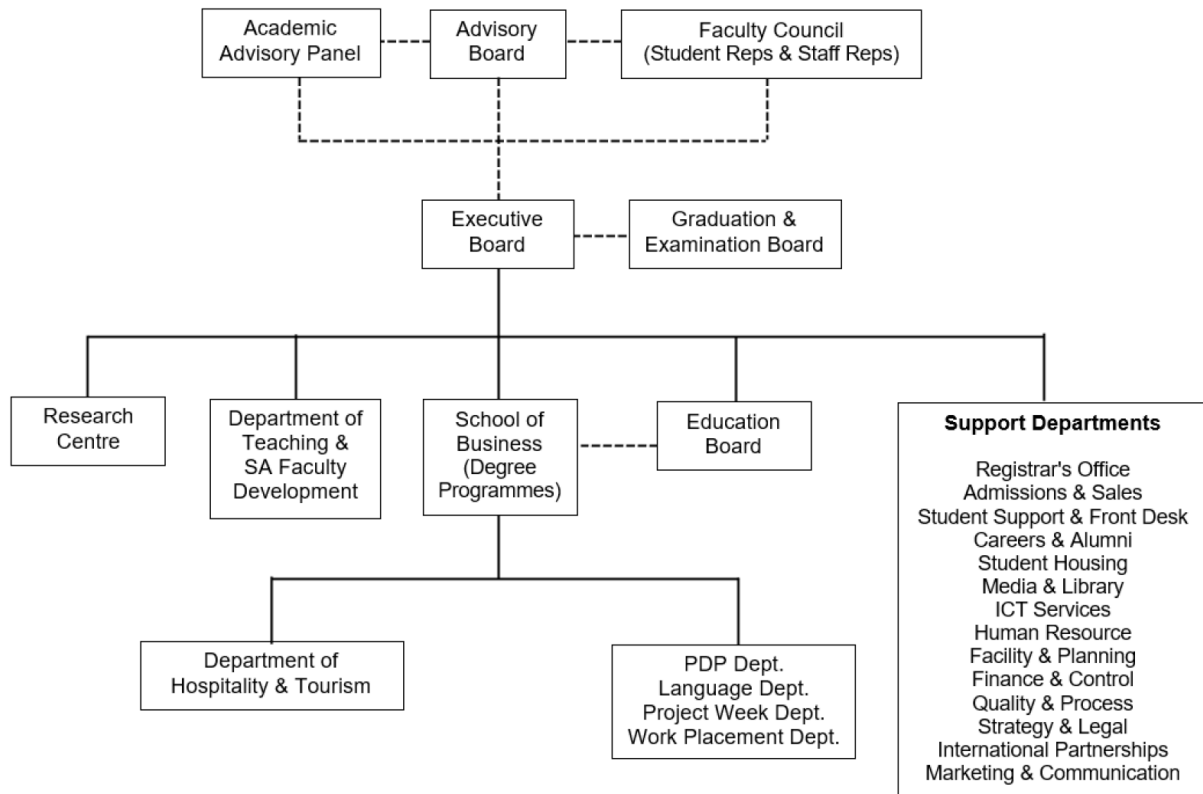 Academic
Advisory Panel
Advisory
Board
Faculty Council
(Student Reps & Staff Reps)
Executive
Board
Graduation &
Examination Board
Research
Centre
Department of
Teaching &
SA Faculty
Development
School of
Business
(Degree
Programmes)
Education
Board
Support Departments
Registrar's Office
Admissions & Sales
Student Support & Front Desk
Careers & Alumni
Student Housing
Media & Library
ICT Services
Human Resource
Facility & Planning
Finance & Control
Quality & Process
Strategy & Legal
International Partnerships
Marketing & Communication
Department of
Hospitality & Tourism
PDP Dept.
Language Dept.
Project Week Dept.
Work Placement Dept.